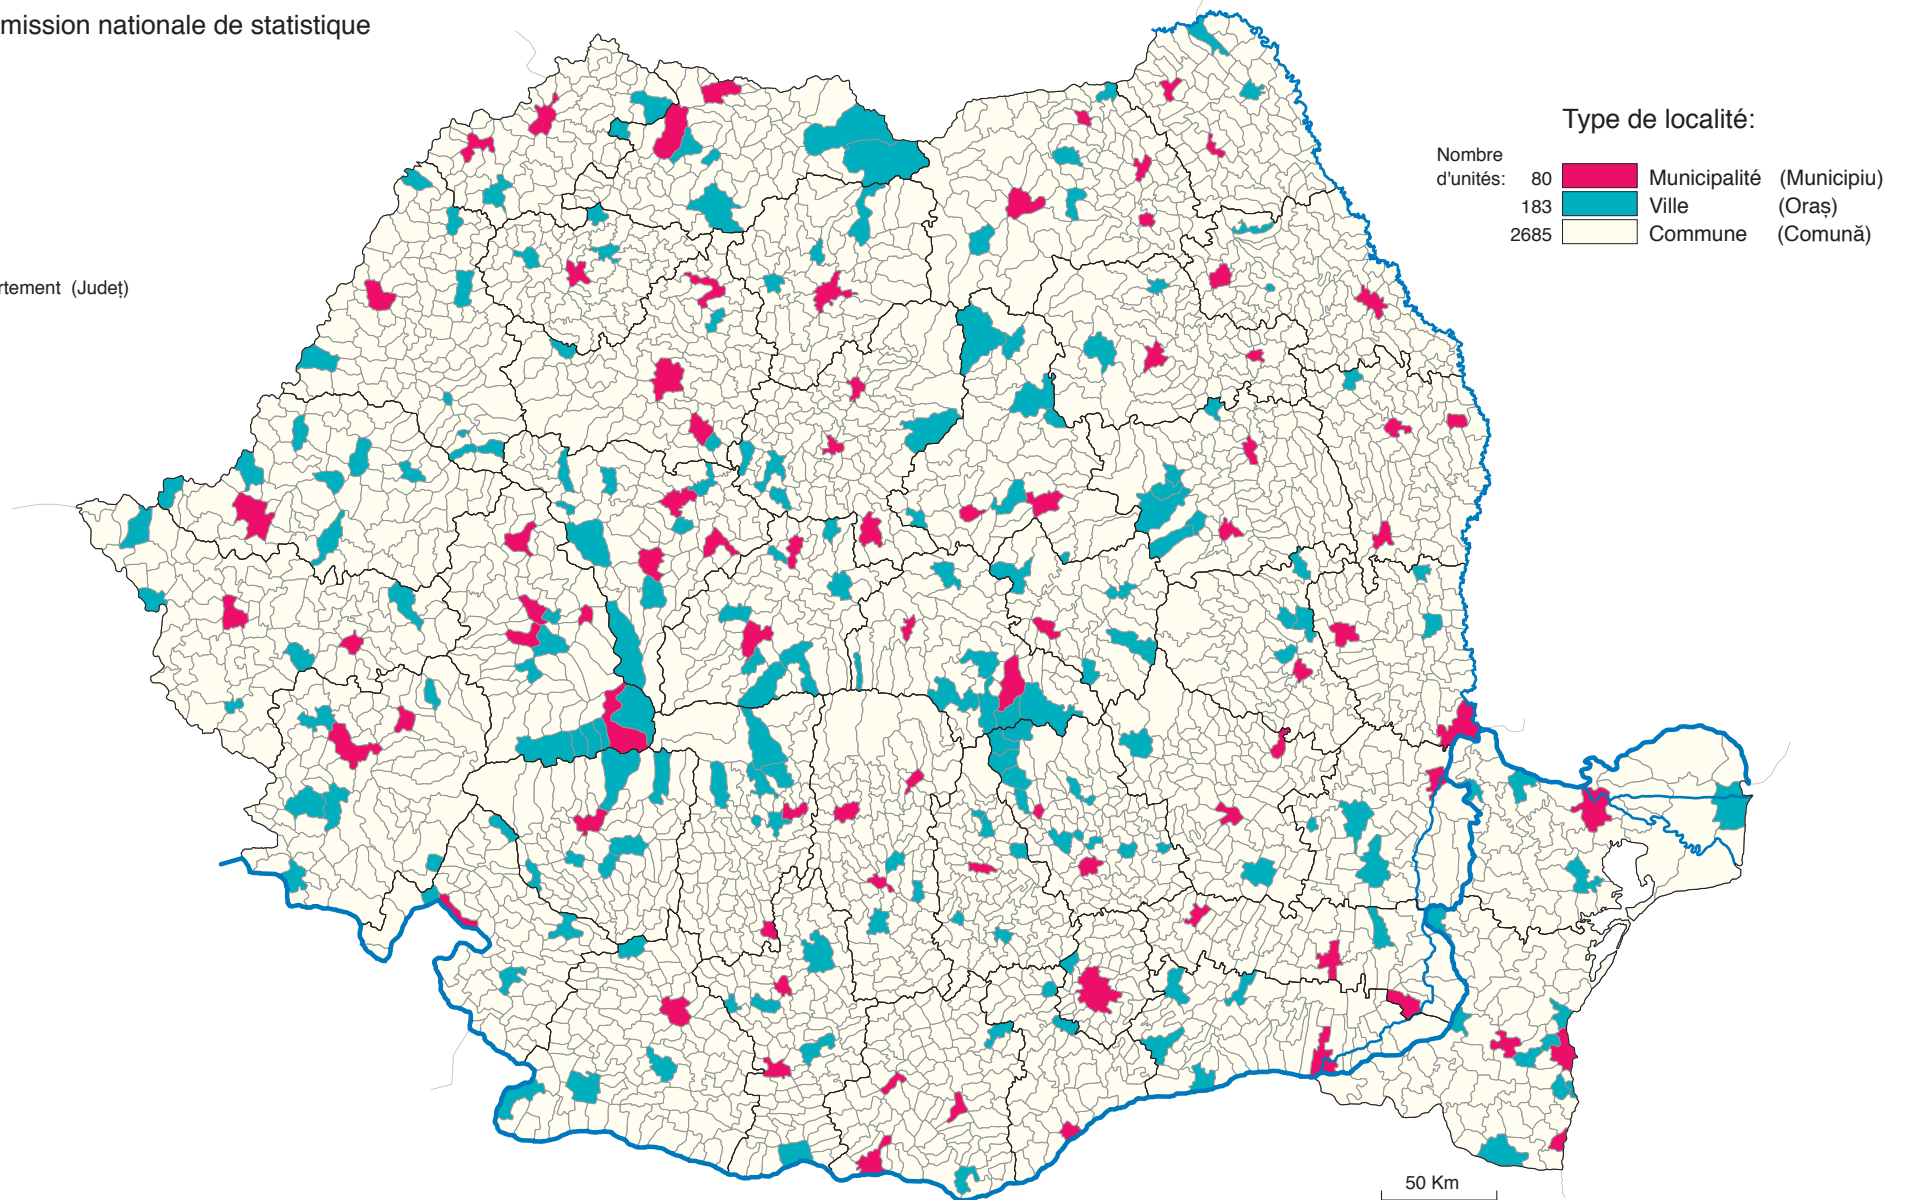 mission nationale de statistique
Type de localité:
Nombre
d'unités: 80 Municipalité (Municipiu)
183 Ville (Oraș)
2685 Commune (Comună)
rtement (Județ)
50 Km